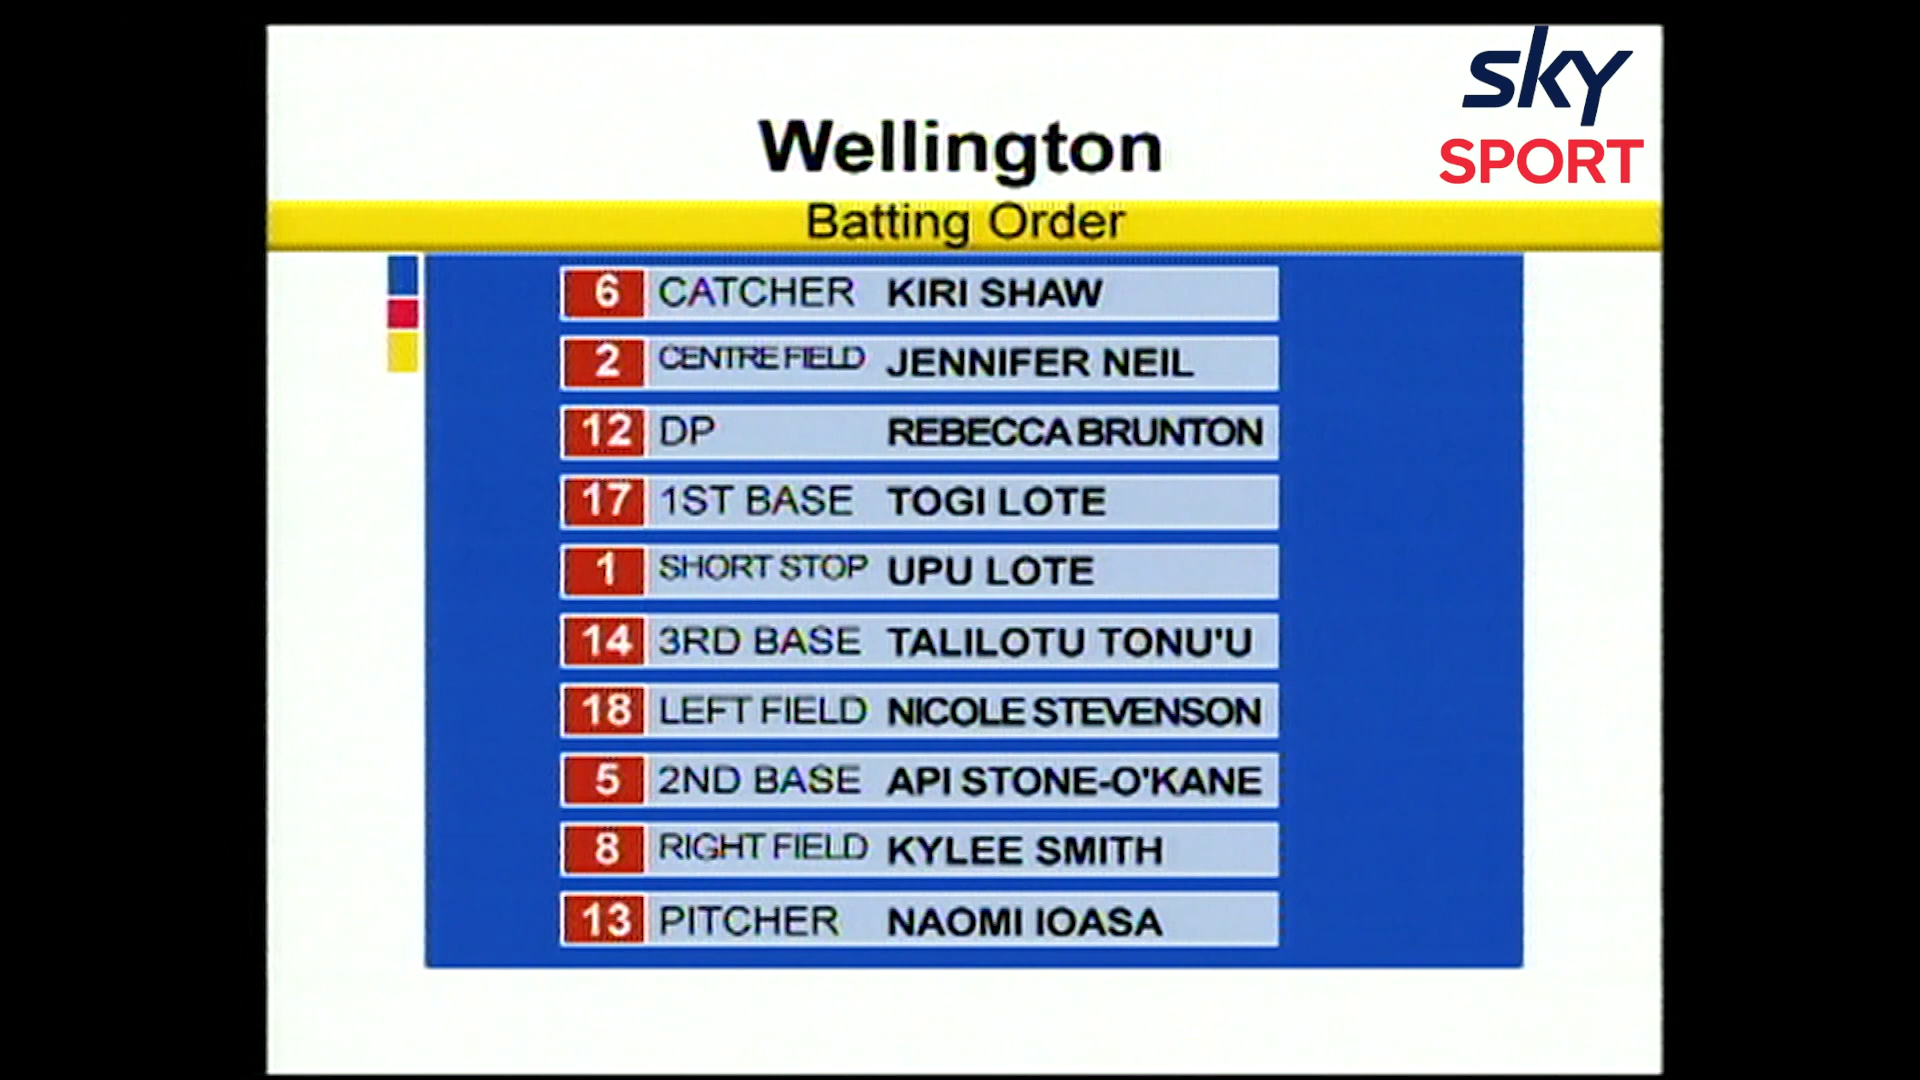 sky
SPORT
Wellington
Batting Order
6 CATCHER KIRI SHAW
2 CENTRE FIELD JENNIFER NEIL
12 DP REBECCA BRUNTON
17 1ST BASE TOGI LOTE
1 SHORT STOP UPU LOTE
14 3RD BASE TALILOTU TONU'U
18 LEFT FIELD NICOLE STEVENSON
5 2ND BASE API STONE-O'KANE
8 RIGHT FIELD KYLEE SMITH
13 PITCHER NAOMI IOASA